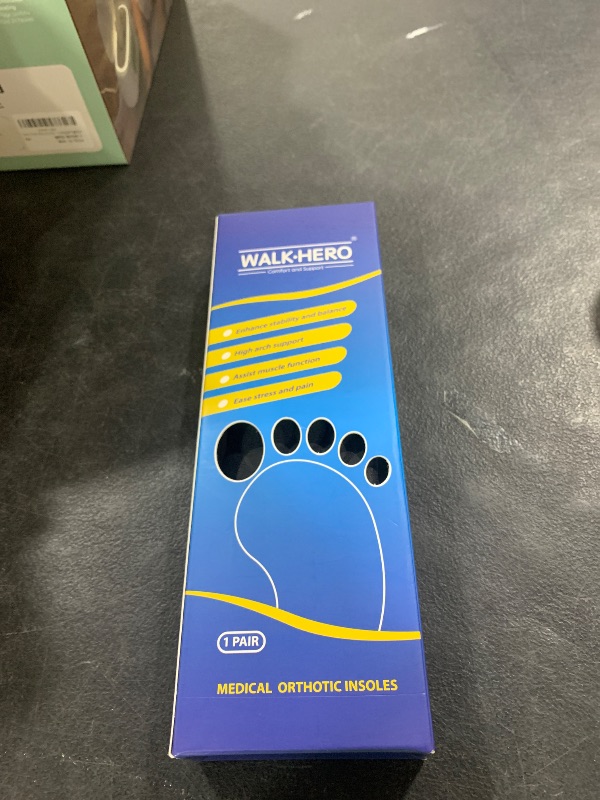 WALK·HERO®
Comfort and Support
Enhance stability and balance
High arch support
Assist muscle function
Ease stress and pain
1 PAIR
MEDICAL ORTHOTIC INSOLES